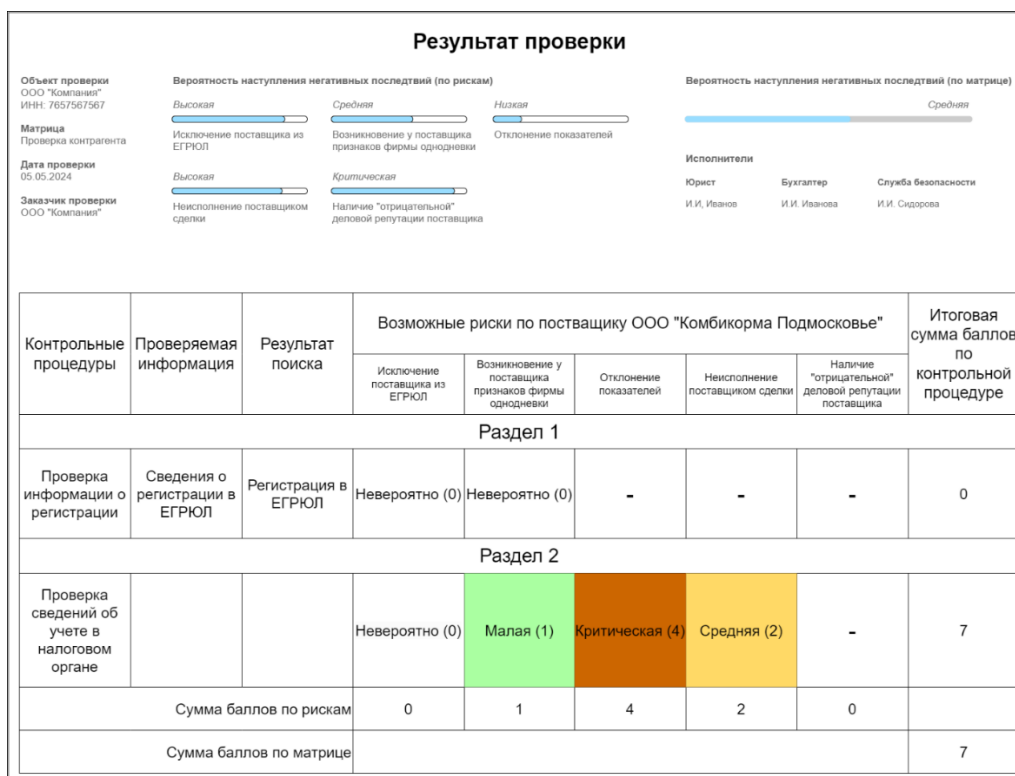 Результат проверки
Объект проверки
ООО "Компания"
ИНН: 7657567567
Матрица
Проверка контрагента
Дата проверки
05.05.2024
Заказчик проверки
ООО "Компания"
Вероятность наступления негативных последствий (по рискам)
Высокая
Исключение поставщика из
ЕГРЮЛ
Средняя
Возникновение у поставщика
признаков фирмы однодневки
Низкая
Отклонение показателей
Высокая
Неисполнение поставщиком
сделки
Критическая
Наличие "отрицательной"
деловой репутации поставщика
Вероятность наступления негативных последствий (по матрице)
Средняя
Исполнители
Юрист
Бухгалтер
Служба безопасности
И.И, Иванов
И.И. Иванова
И.И. Сидорова
Контрольные
процедуры
Проверяемая
информация
Результат
поиска
Возможные риски по поставщику ООО "Комбикорма Подмосковье"
Исключение
поставщика из
ЕГРЮЛ
Возникновение у
поставщика
признаков фирмы
однодневки
Отклонение
показателей
Неисполнение
поставщиком сделки
Наличие
"отрицательной"
деловой репутации
поставщика
Итоговая
сумма баллов
по
контрольной
процедуре
Раздел 1
Проверка
информации о
регистрации
Сведения о
регистрации в
ЕГРЮЛ
Регистрация в
ЕГРЮЛ
Невероятно (0)
Невероятно (0)
-
-
-
0
Раздел 2
Проверка
сведений об
учете в
налоговом
органе
Невероятно (0)
Малая (1)
Критическая (4)
Средняя (2)
-
7
Сумма баллов по рискам
0
1
4
2
0
Сумма баллов по матрице
7